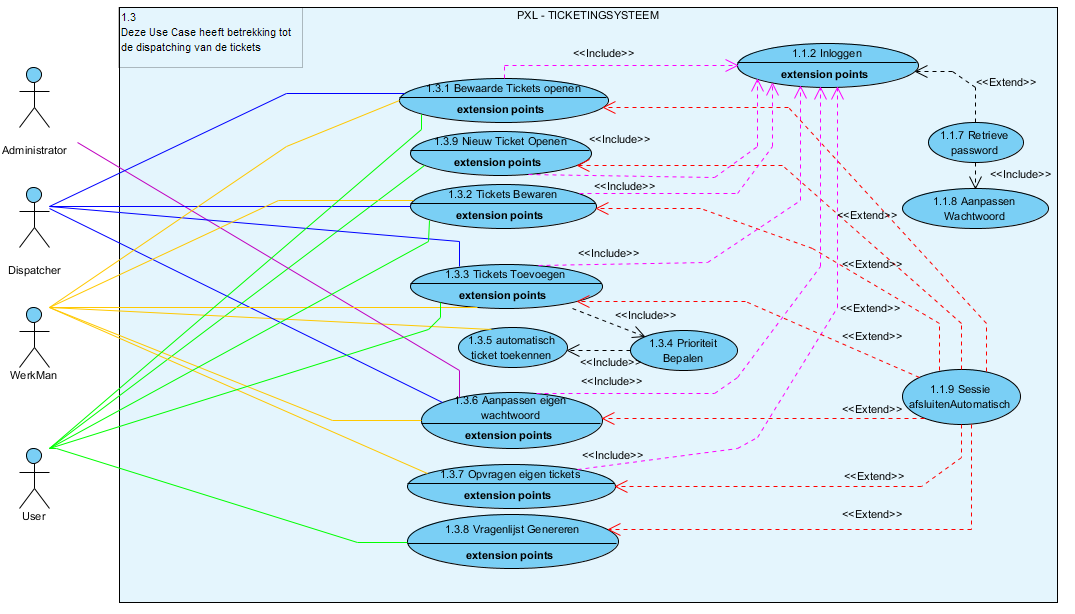 1.3
Deze Use Case heeft betrekking tot
de dispatching van de tickets
PXL - TICKETINGSYSTEEM
Administrator
Dispatcher
WerkMan
User
1.3.1 Bewaarde Tickets openen
extension points
1.3.9 Nieuw Ticket Openen
extension points
1.3.2 Tickets Bewaren
extension points
1.3.3 Tickets Toevoegen
extension points
1.3.5 automatisch
ticket toekennen
1.3.4 Prioriteit
Bepalen
1.3.6 Aanpassen eigen
wachtwoord
extension points
1.3.7 Opvragen eigen tickets
extension points
1.3.8 Vragenlijst Genereren
extension points
1.1.2 Inloggen
extension points
1.1.7 Retrieve
password
1.1.8 Aanpassen
Wachtwoord
1.1.9 Sessie
afsluitenAutomatisch
<<Include>>
<<Include>>
<<Include>>
<<Include>>
<<Include>>
<<Include>>
<<Include>>
<<Include>>
<<Include>>
<<Extend>>
<<Extend>>
<<Extend>>
<<Extend>>
<<Extend>>
<<Extend>>
<<Extend>>
<<Extend>>